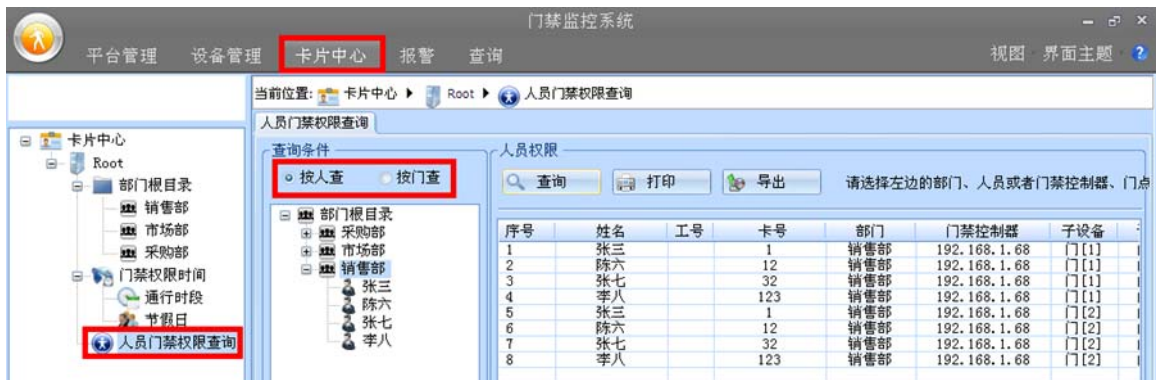 门禁监控系统
平台管理 设备管理 卡片中心 报警 查询 视图 界面主题
当前位置: 卡片中心 Root 人员门禁权限查询
人员门禁权限查询
卡片中心
Root
部门根目录
销售部
市场部
采购部
门禁权限时间
通行时段
节假日
人员门禁权限查询
查询条件
按人查 按门查
部门根目录
采购部
市场部
销售部
张三
陈六
张七
李八
人员权限
查询 打印 导出 请选择左边的部门、人员或者门禁控制器、门点
序号 姓名 工号 卡号 部门 门禁控制器 子设备
1 张三 1 销售部 192.168.1.68 门[1]
2 陈六 12 销售部 192.168.1.68 门[1]
3 张七 32 销售部 192.168.1.68 门[1]
4 李八 123 销售部 192.168.1.68 门[1]
5 张三 1 销售部 192.168.1.68 门[2]
6 陈六 12 销售部 192.168.1.68 门[2]
7 张七 32 销售部 192.168.1.68 门[2]
8 李八 123 销售部 192.168.1.68 门[2]